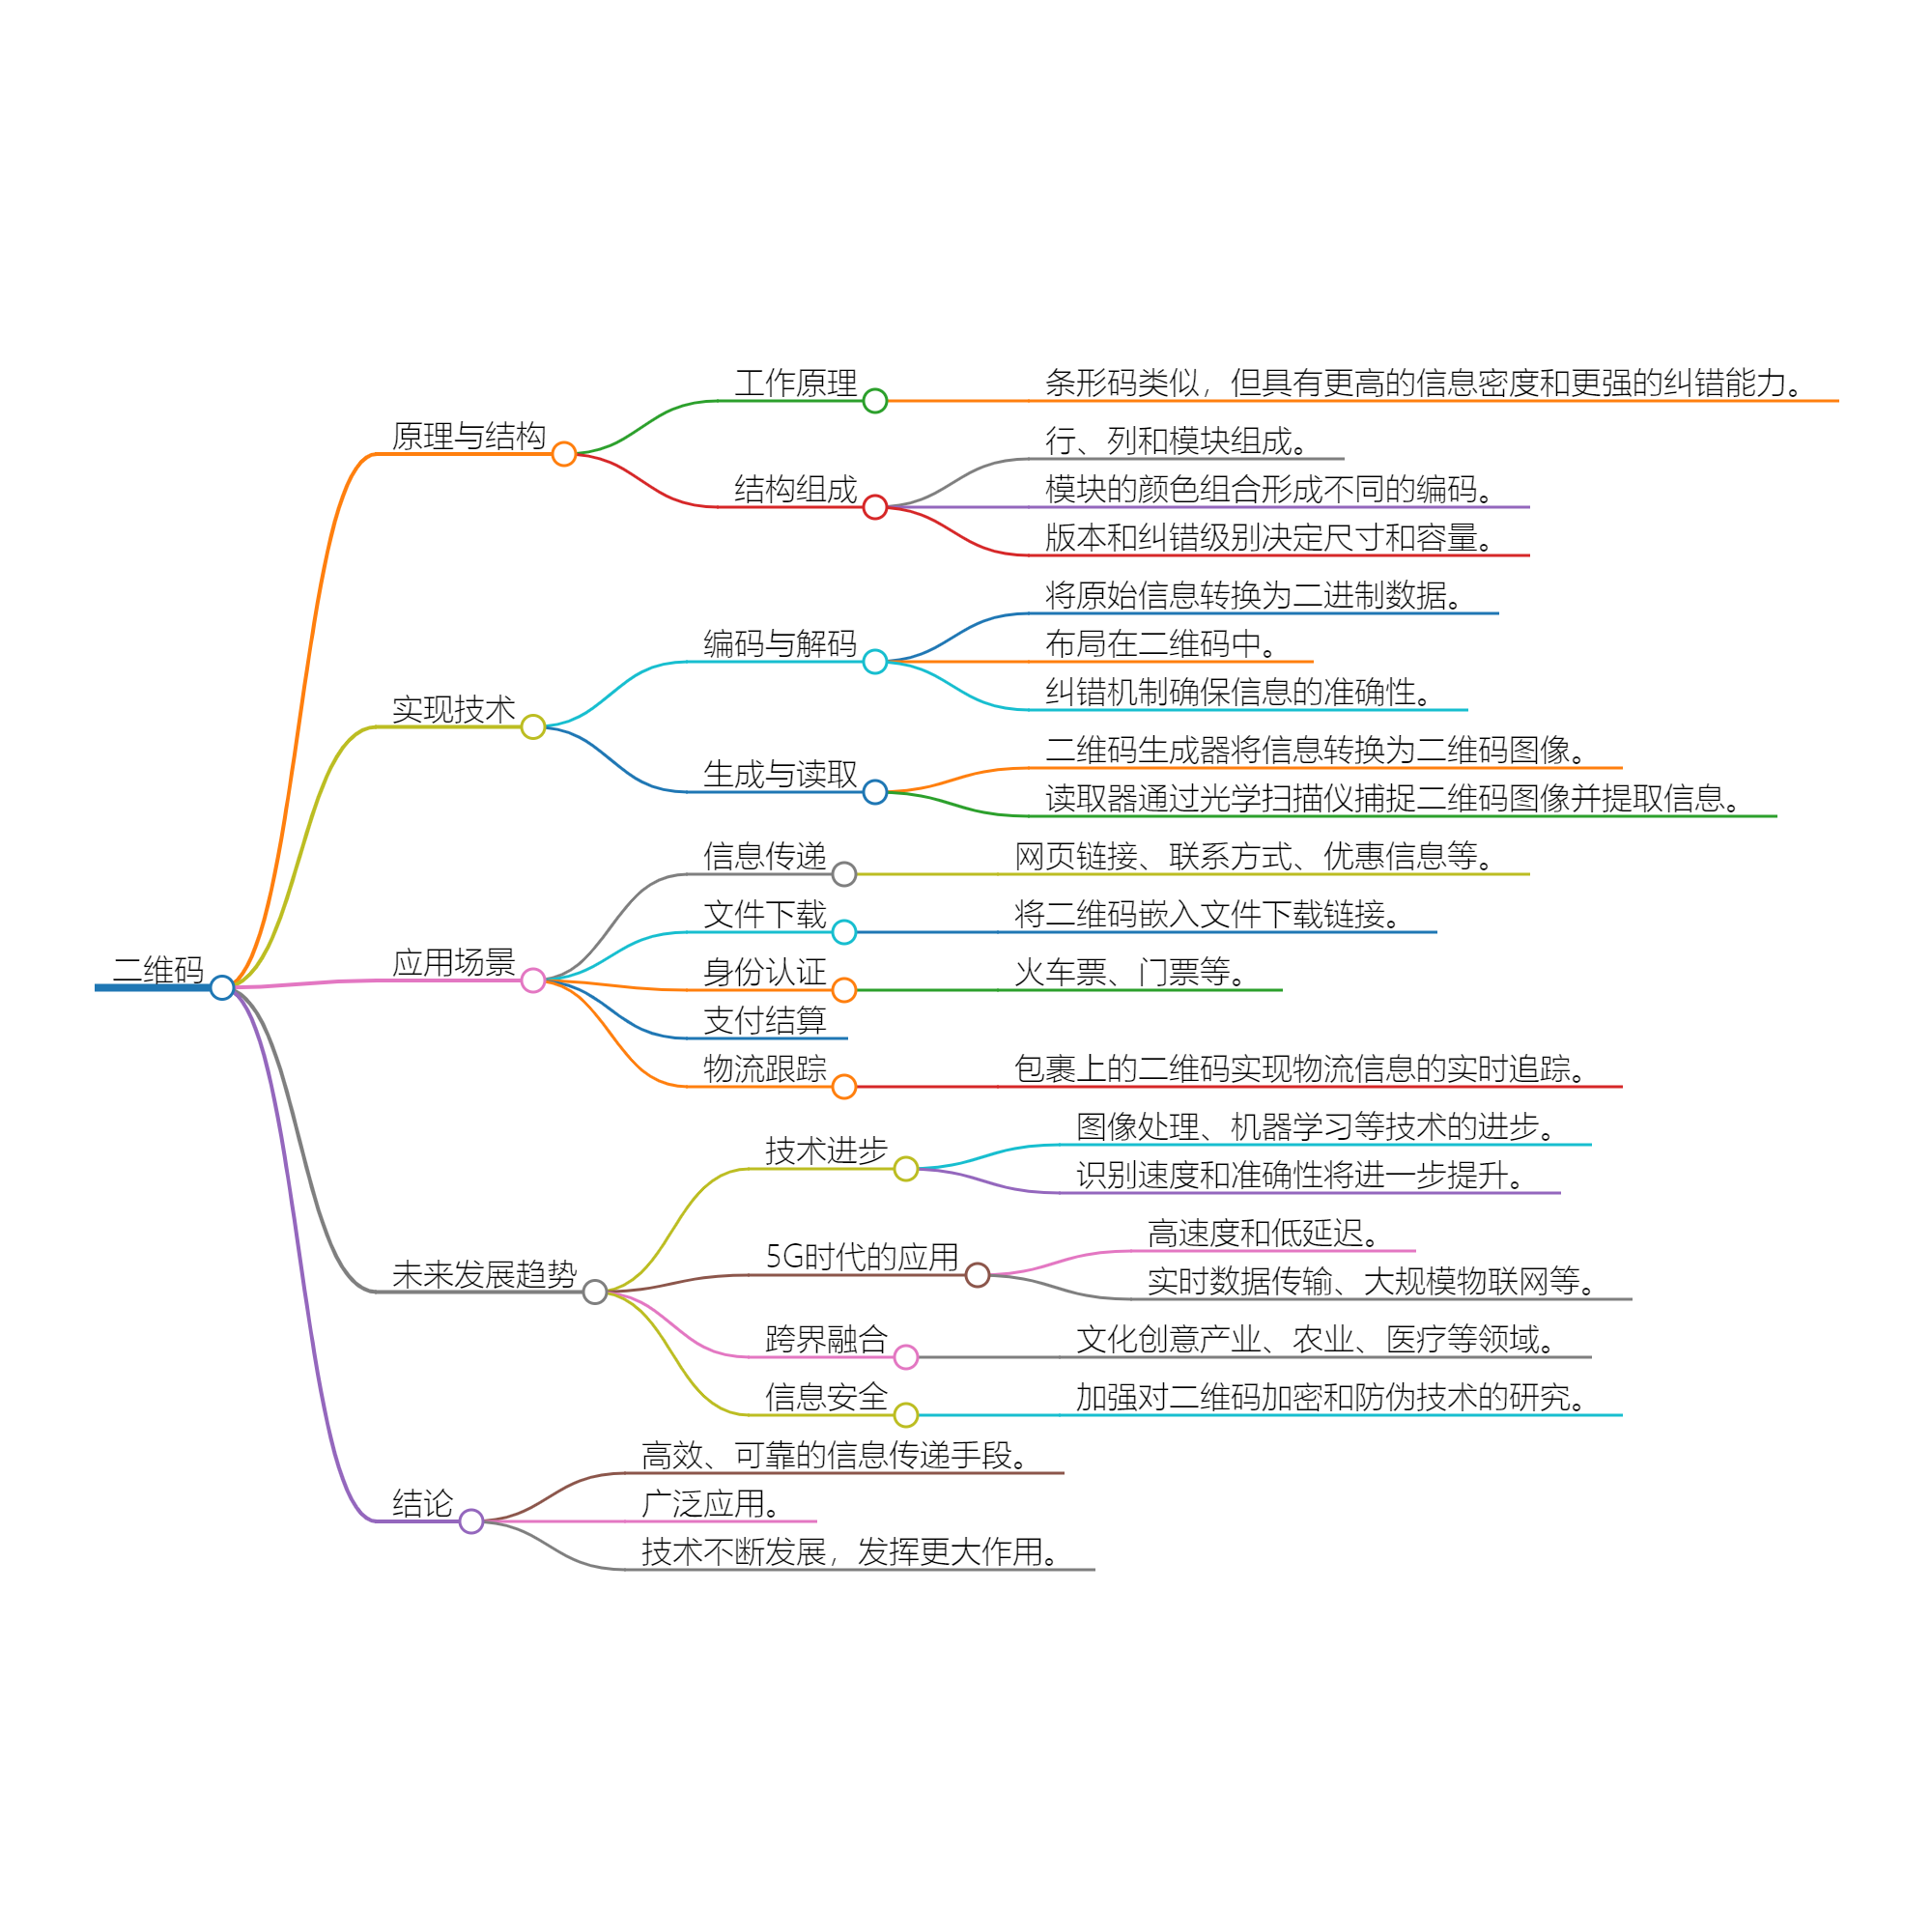 二维码
原理与结构
工作原理
条形码类似，但具有更高的信息密度和更强的纠错能力。
结构组成
行、列和模块组成。
模块的颜色组合形成不同的编码。
版本和纠错级别决定尺寸和容量。
实现技术
编码与解码
将原始信息转换为二进制数据。
布局在二维码中。
纠错机制确保信息的准确性。
生成与读取
二维码生成器将信息转换为二维码图像。
读取器通过光学扫描仪捕捉二维码图像并提取信息。
应用场景
信息传递
网页链接、联系方式、优惠信息等。
文件下载
将二维码嵌入文件下载链接。
身份认证
火车票、门票等。
支付结算
物流跟踪
包裹上的二维码实现物流信息的实时追踪。
未来发展趋势
技术进步
图像处理、机器学习等技术的进步。
识别速度和准确性将进一步提升。
5G时代的应用
高速度和低延迟。
实时数据传输、大规模物联网等。
跨界融合
文化创意产业、农业、医疗等领域。
信息安全
加强对二维码加密和防伪技术的研究。
结论
高效、可靠的信息传递手段。
广泛应用。
技术不断发展，发挥更大作用。